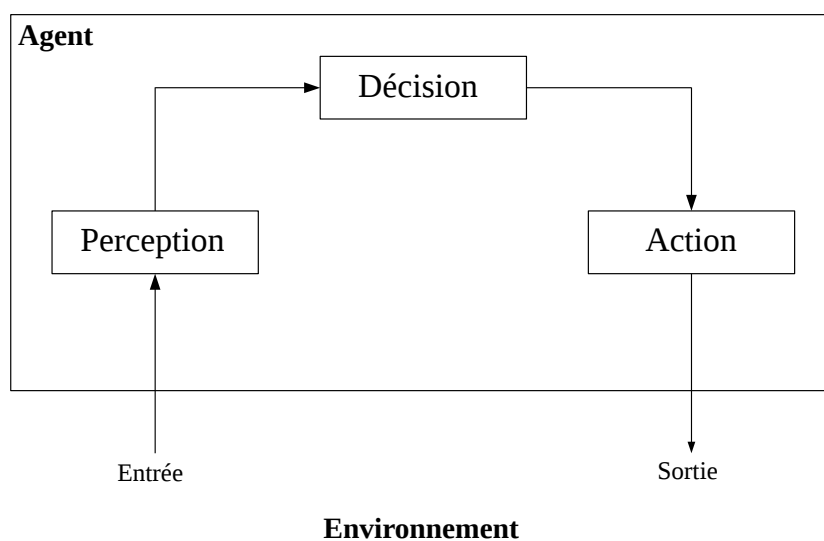 Agent
Décision
Perception
Action
Entrée
Sortie
Environnement